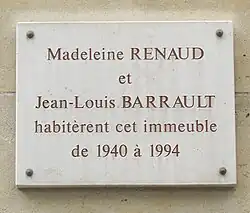 Madeleine RENAUD
et
Jean-Louis BARRAULT
habitèrent cet immeuble
de 1940 à 1994